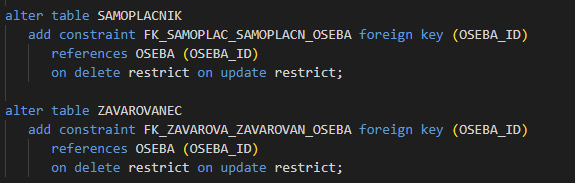 alter table SAMOPLACNIK
add constraint FK_SAMOPLAC_SAMOPLACN_OSEBA foreign key (OSEBA_ID)
references OSEBA (OSEBA_ID)
on delete restrict on update restrict;
alter table ZAVAROVANEC
add constraint FK_ZAVAROVA_ZAVAROVAN_OSEBA foreign key (OSEBA_ID)
references OSEBA (OSEBA_ID)
on delete restrict on update restrict;